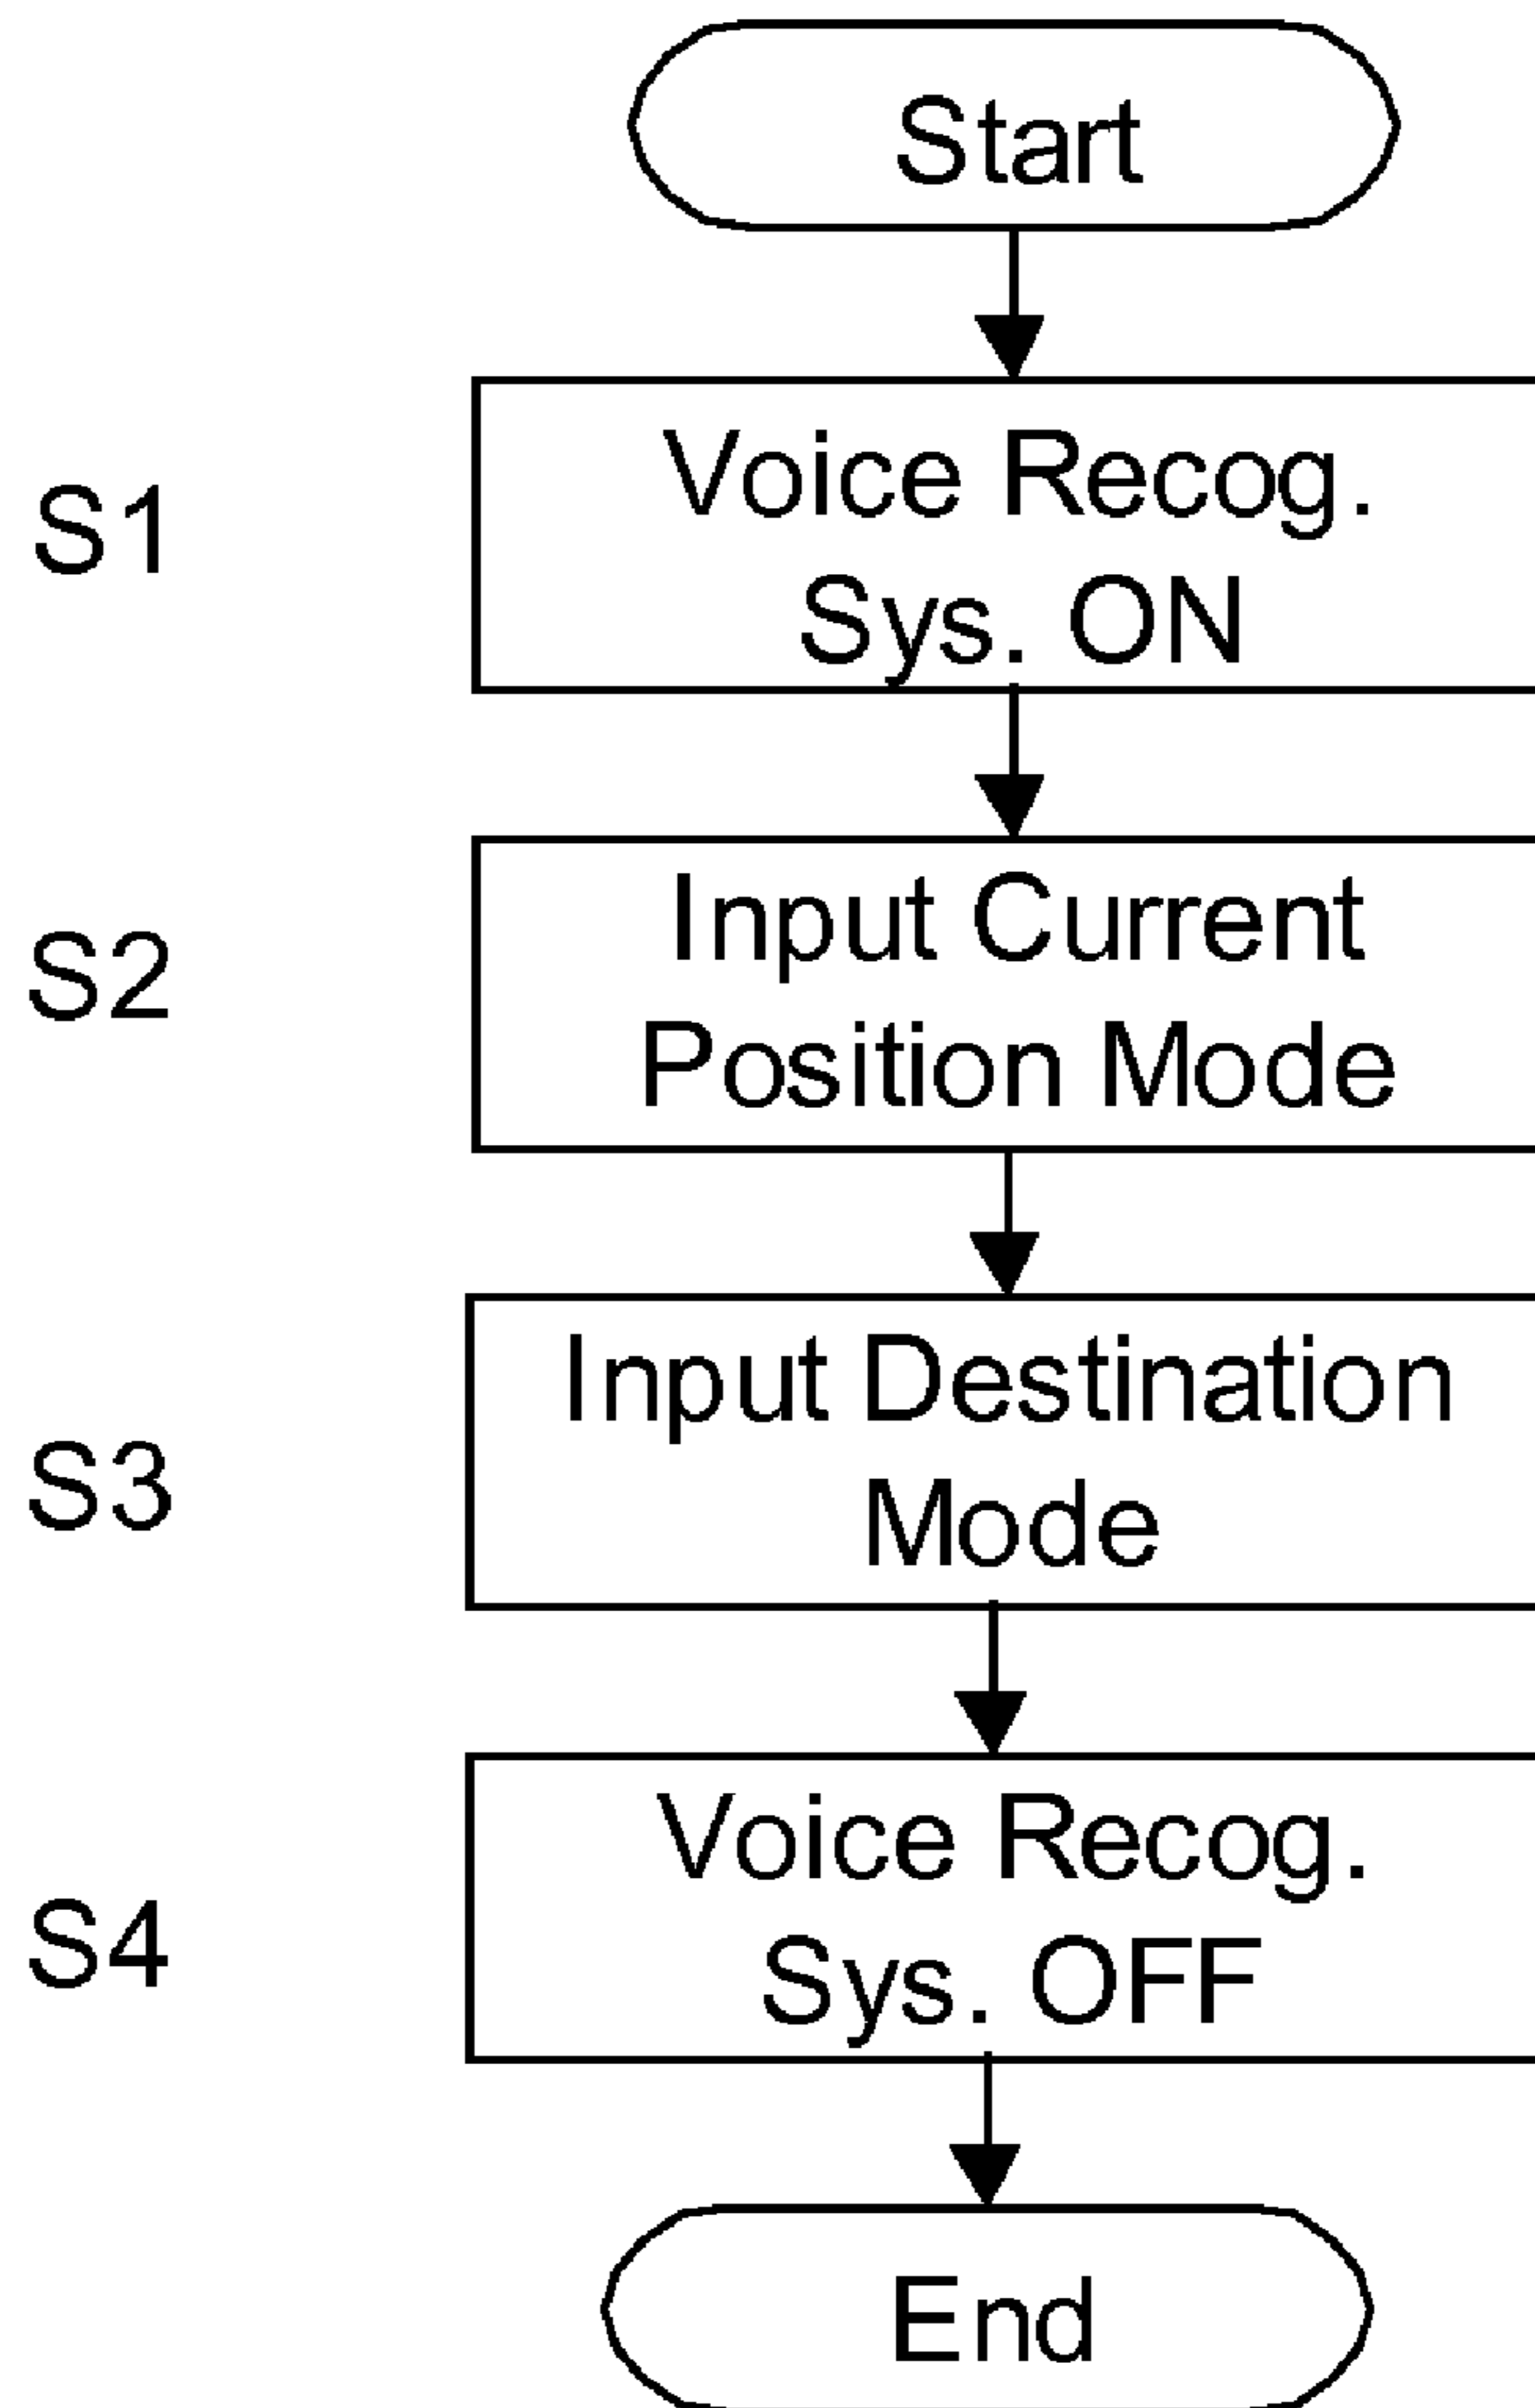 Start
S1
Voice Recog.
Sys. ON
S2
Input Current
Position Mode
S3
Input Destination
Mode
S4
Voice Recog.
Sys. OFF
End